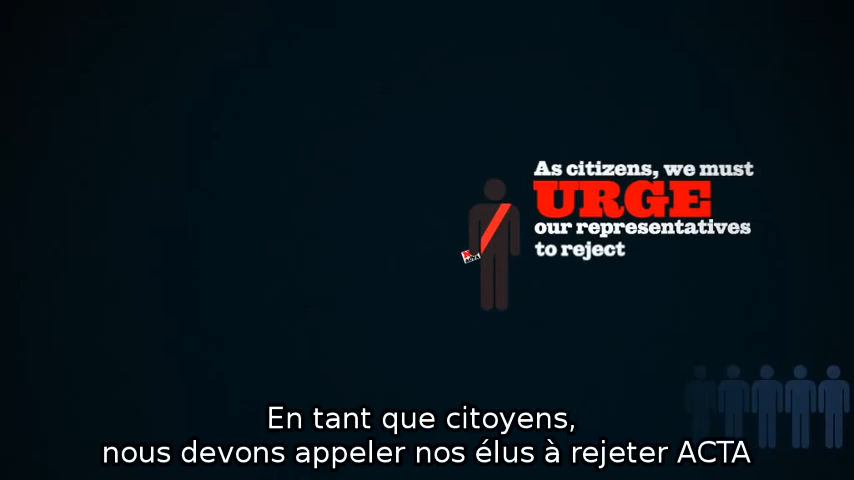 As citizens, we must
URGE
our representatives
to reject
ACTA
En tant que citoyens,
nous devons appeler nos élus à rejeter ACTA